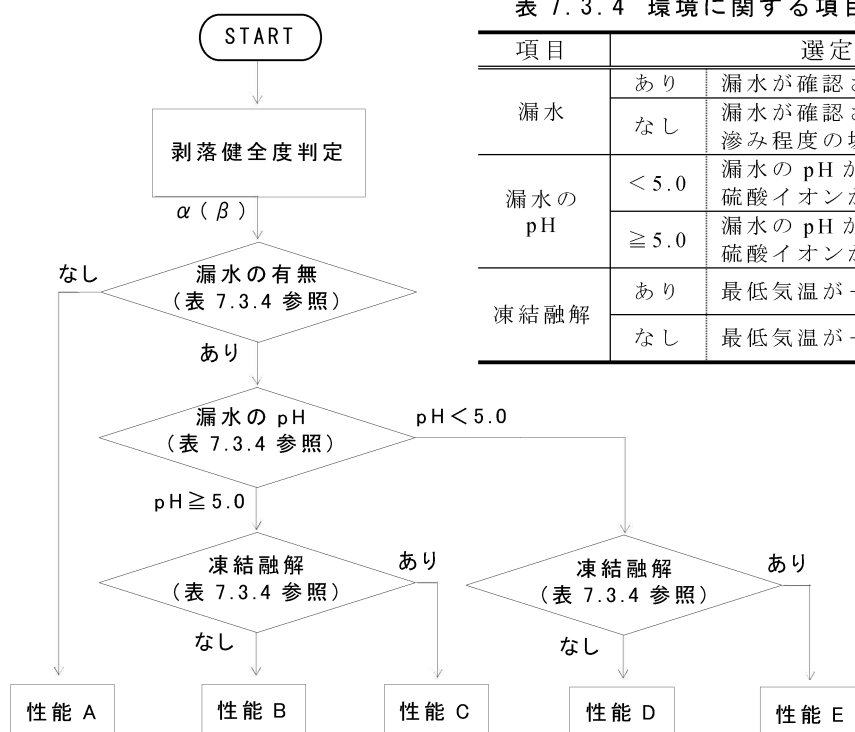 START
剥落健全度判定
α(β)
なし
漏水の有無
(表 7.3.4 参照)
あり
漏水の pH
(表 7.3.4 参照)
pH<5.0
pH≧5.0
凍結融解
(表 7.3.4 参照)
あり
なし
凍結融解
(表 7.3.4 参照)
あり
なし
性能 A
性能 B
性能 C
性能 D
性能 E
表 7.3.4 環境に関する項目
項目 選定
漏水
あり 漏水が確認
なし 漏水が確認
滲み程度の
漏水の
pH
<5.0 漏水の pH が
硫酸イオンが
≧5.0 漏水の pH が
硫酸イオンが
凍結融解
あり 最低気温が
なし 最低気温が